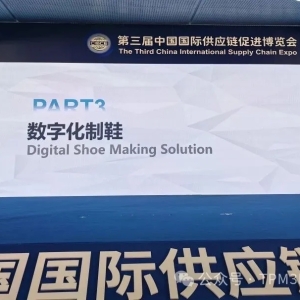 第三届中国国际供应链促进博览会
The Third China International Supply Chain Expo
PART3
数字化制鞋
Digital Shoe Making Solution
国国际供应链
公众号 · TPM3